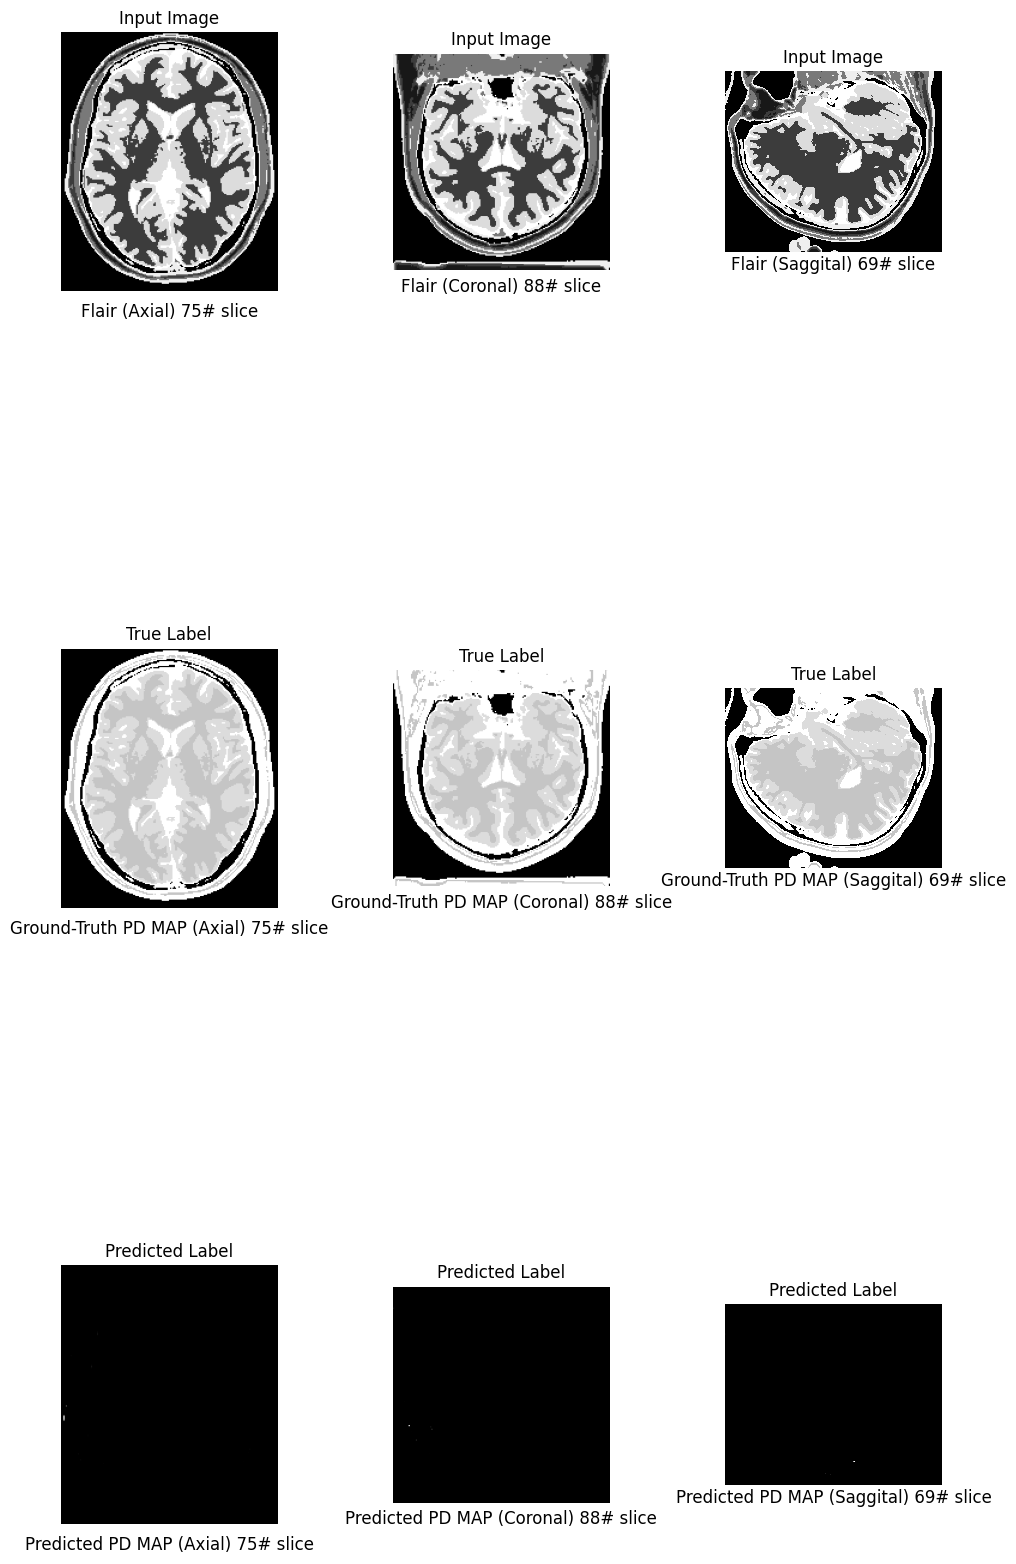 Input Image
Input Image
Input Image
Flair (Axial) 75# slice
Flair (Coronal) 88# slice
Flair (Saggital) 69# slice
True Label
True Label
True Label
Ground-Truth PD MAP (Axial) 75# slice
Ground-Truth PD MAP (Coronal) 88# slice
Ground-Truth PD MAP (Saggital) 69# slice
Predicted Label
Predicted Label
Predicted Label
Predicted PD MAP (Axial) 75# slice
Predicted PD MAP (Coronal) 88# slice
Predicted PD MAP (Saggital) 69# slice